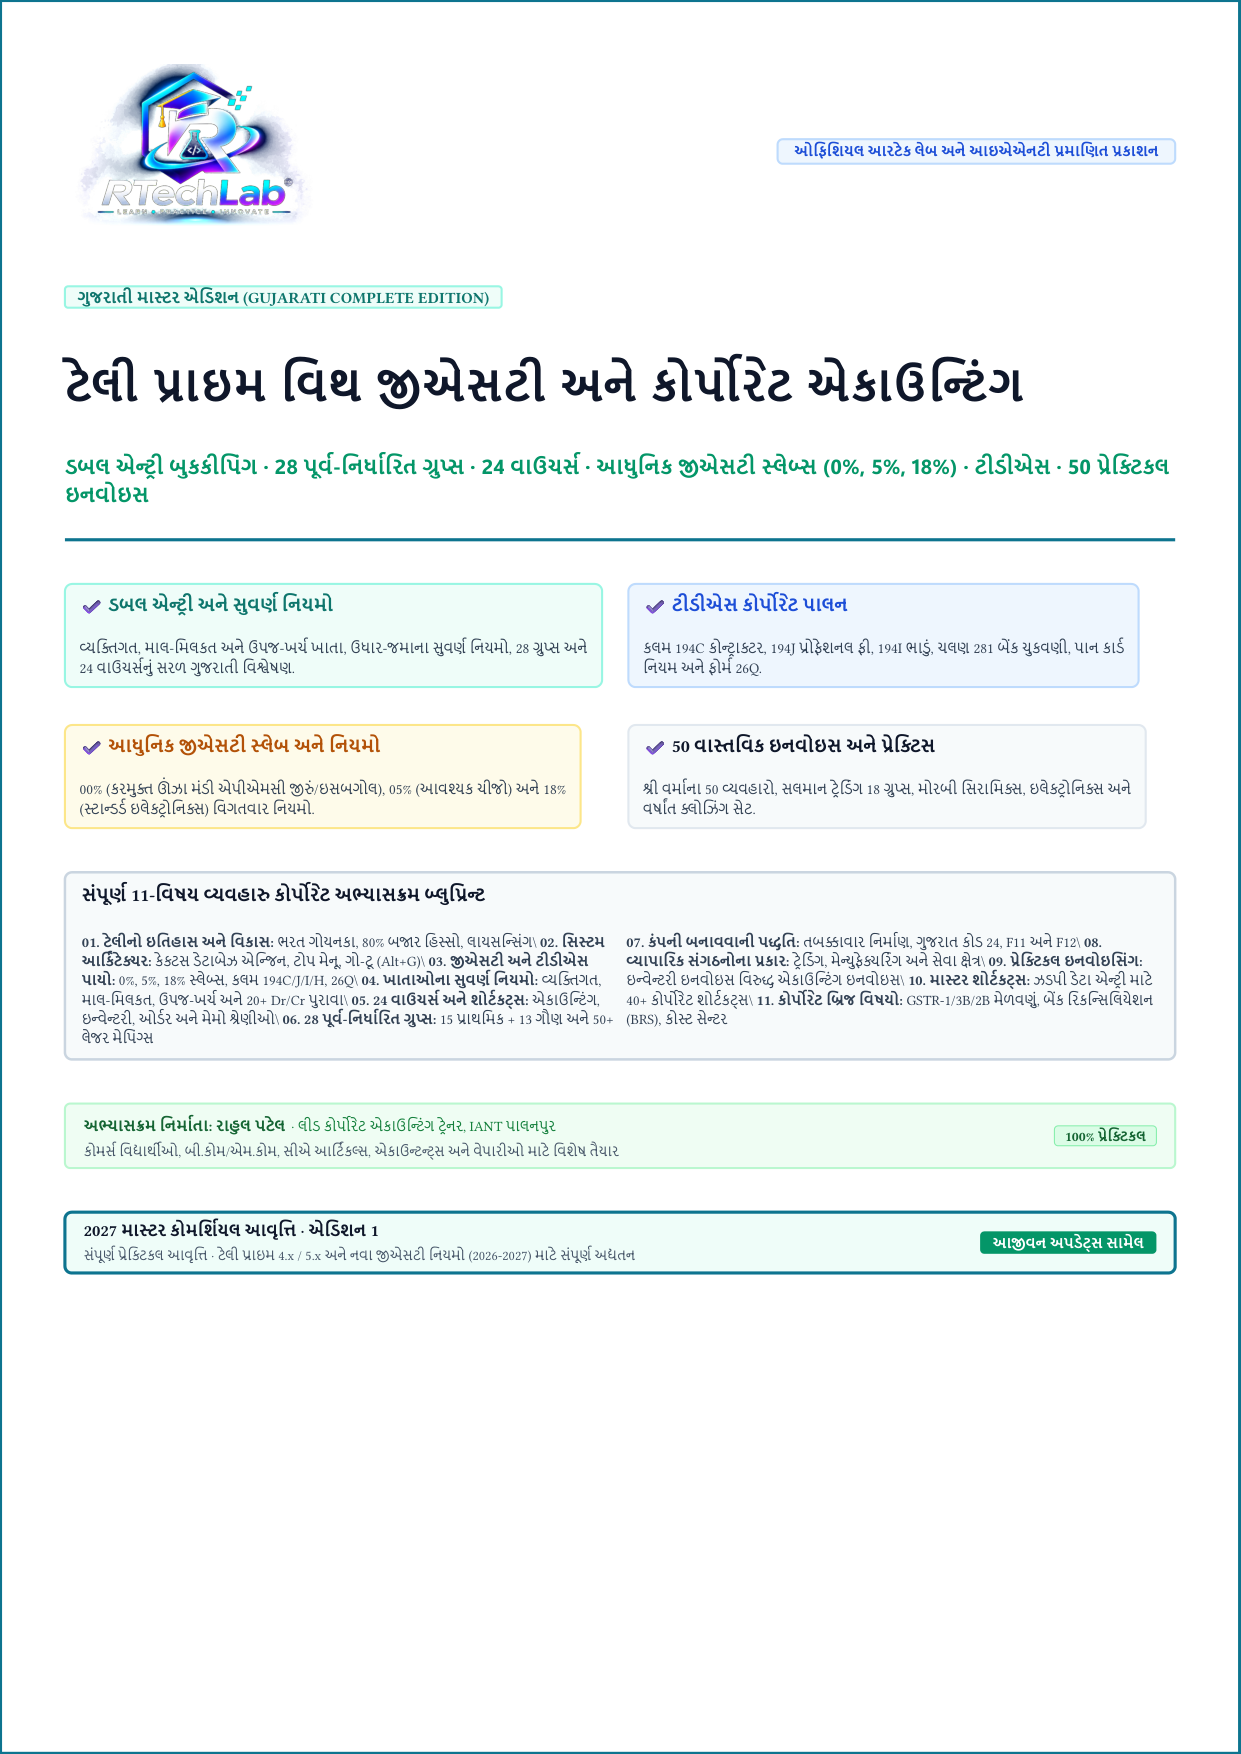 RTechLab
LEARN • PRACTICE • INNOVATE
ઓફિશિયલ આરટેક લેબ અને આઇએએનટી પ્રમાણિત પ્રકાશન
ગુજરાતી માસ્ટર એડિશન (GUJARATI COMPLETE EDITION)
ટેલી પ્રાઇમ વિથ જીએસટી અને કોર્પોરેટ એકાઉન્ટિંગ
ડબલ એન્ટ્રી બુકકીપિંગ · 28 પૂર્વ-નિર્ધારિત ગ્રુપ્સ · 24 વાઉચર્સ · આધુનિક જીએસટી સ્લેબ્સ (0%, 5%, 18%) · ટીડીએસ · 50 પ્રેક્ટિકલ
ઇનવોઇસ
ડબલ એન્ટ્રી અને સુવર્ણ નિયમો
વ્યક્તિગત, માલ-મિલકત અને ઉપજ-ખર્ચ ખાતા, ઉધાર-જમાના સુવર્ણ નિયમો, 28 ગ્રુપ્સ અને
24 વાઉચર્સનું સરળ ગુજરાતી વિશ્લેષણ.
ટીડીએસ કોર્પોરેટ પાલન
કલમ 194C કોન્ટ્રાક્ટર, 194J પ્રોફેશનલ ફી, 194I ભાડું, ચલણ 281 બેંક ચુકવણી, પાન કાર્ડ
નિયમ અને ફોર્મ 26Q.
આધુનિક જીએસટી સ્લેબ અને નિયમો
00% (કરમુક્ત ઊંઝા મંડી એપીએમસી જીરું/ઇસબગોલ), 05% (આવશ્યક ચીજો) અને 18%
(સ્ટાન્ડર્ડ ઇલેક્ટ્રોનિક્સ) વિગતવાર નિયમો.
50 વાસ્તવિક ઇનવોઇસ અને પ્રેક્ટિસ
શ્રી વર્માના 50 વ્યવહારો, સલમાન ટ્રેડિંગ 18 ગ્રુપ્સ, મોરબી સિરામિક્સ, ઇલેક્ટ્રોનિક્સ અને
વર્ષાંત ક્લોઝિંગ સેટ.
સંપૂર્ણ 11-વિષય વ્યવહારુ કોર્પોરેટ અભ્યાસક્રમ બ્લુપ્રિન્ટ
01. ટેલીનો ઇતિહાસ અને વિકાસ: ભરત ગોયનકા, 80% બજાર હિસ્સો, લાયસન્સિંગ\ 02. સિસ્ટમ
આર્કિટેક્ચર: કેક્ટસ ડેટાબેઝ એન્જિન, ટોપ મેનૂ, ગો-ટૂ (Alt+G)\ 03. જીએસટી અને ટીડીએસ
પાયો: 0%, 5%, 18% સ્લેબ્સ, કલમ 194C/J/I/H, 26Q\ 04. ખાતાઓના સુવર્ણ નિયમો: વ્યક્તિગત,
માલ-મિલકત, ઉપજ-ખર્ચ અને 20+ Dr/Cr પુરાવા\ 05. 24 વાઉચર્સ અને શોર્ટકટ્સ: એકાઉન્ટિંગ,
ઇન્વેન્ટરી, ઓર્ડર અને મેમો શ્રેણીઓ\ 06. 28 પૂર્વ-નિર્ધારિત ગ્રુપ્સ: 15 પ્રાથમિક + 13 ગૌણ અને 50+
લેજર મેપિંગ્સ
07. કંપની બનાવવાની પદ્ધતિ: તબક્કાવાર નિર્માણ, ગુજરાત કોડ 24, F11 અને F12\ 08.
વ્યાપારિક સંગઠનોના પ્રકાર: ટ્રેડિંગ, મેન્યુફેક્ચરિંગ અને સેવા ક્ષેત્ર\ 09. પ્રેક્ટિકલ ઇનવોઇસિંગ:
ઇન્વેન્ટરી ઇનવોઇસ વિરુદ્ધ એકાઉન્ટિંગ ઇનવોઇસ\ 10. માસ્ટર શોર્ટકટ્સ: ઝડપી ડેટા એન્ટ્રી માટે
40+ કોર્પોરેટ શોર્ટકટ્સ\ 11. કોર્પોરેટ બ્રિજ વિષયો: GSTR-1/3B/2B મેળવણું, બેંક રિકન્સિલિયેશન
(BRS), કોસ્ટ સેન્ટર
અભ્યાસક્રમ નિર્માતા: રાહુલ પટેલ · લીડ કોર્પોરેટ એકાઉન્ટિંગ ટ્રેનર, IANT પાલનપુર
કોમર્સ વિદ્યાર્થીઓ, બી.કોમ/એમ.કોમ, સીએ આર્ટિકલ્સ, એકાઉન્ટન્ટ્સ અને વેપારીઓ માટે વિશેષ તૈયાર
100% પ્રેક્ટિકલ
2027 માસ્ટર કોમર્શિયલ આવૃત્તિ · એડિશન 1
સંપૂર્ણ પ્રેક્ટિકલ આવૃત્તિ · ટેલી પ્રાઇમ 4.x / 5.x અને નવા જીએસટી નિયમો (2026-2027) માટે સંપૂર્ણ અદ્યતન
આજીવન અપડેટ્સ સામેલ